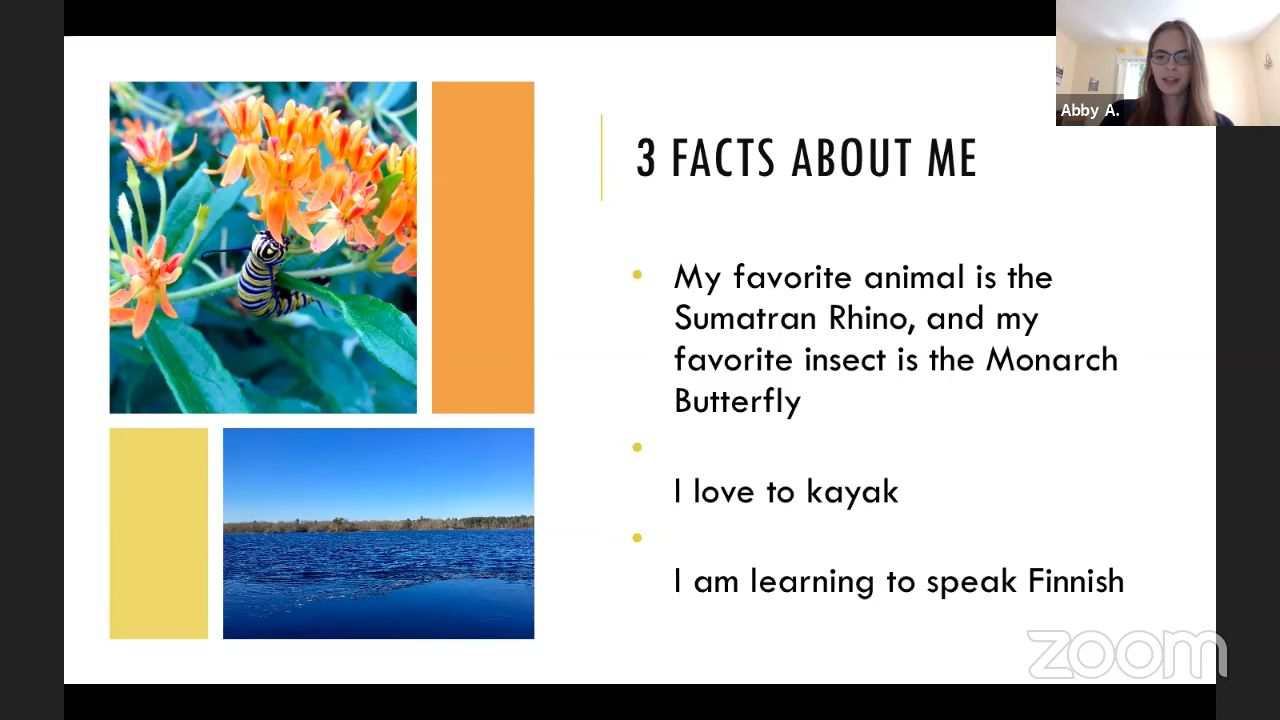 Abby A.
3 FACTS ABOUT ME
• My favorite animal is the
Sumatran Rhino, and my
favorite insect is the Monarch
Butterfly
•
I love to kayak
•
I am learning to speak Finnish
zoom